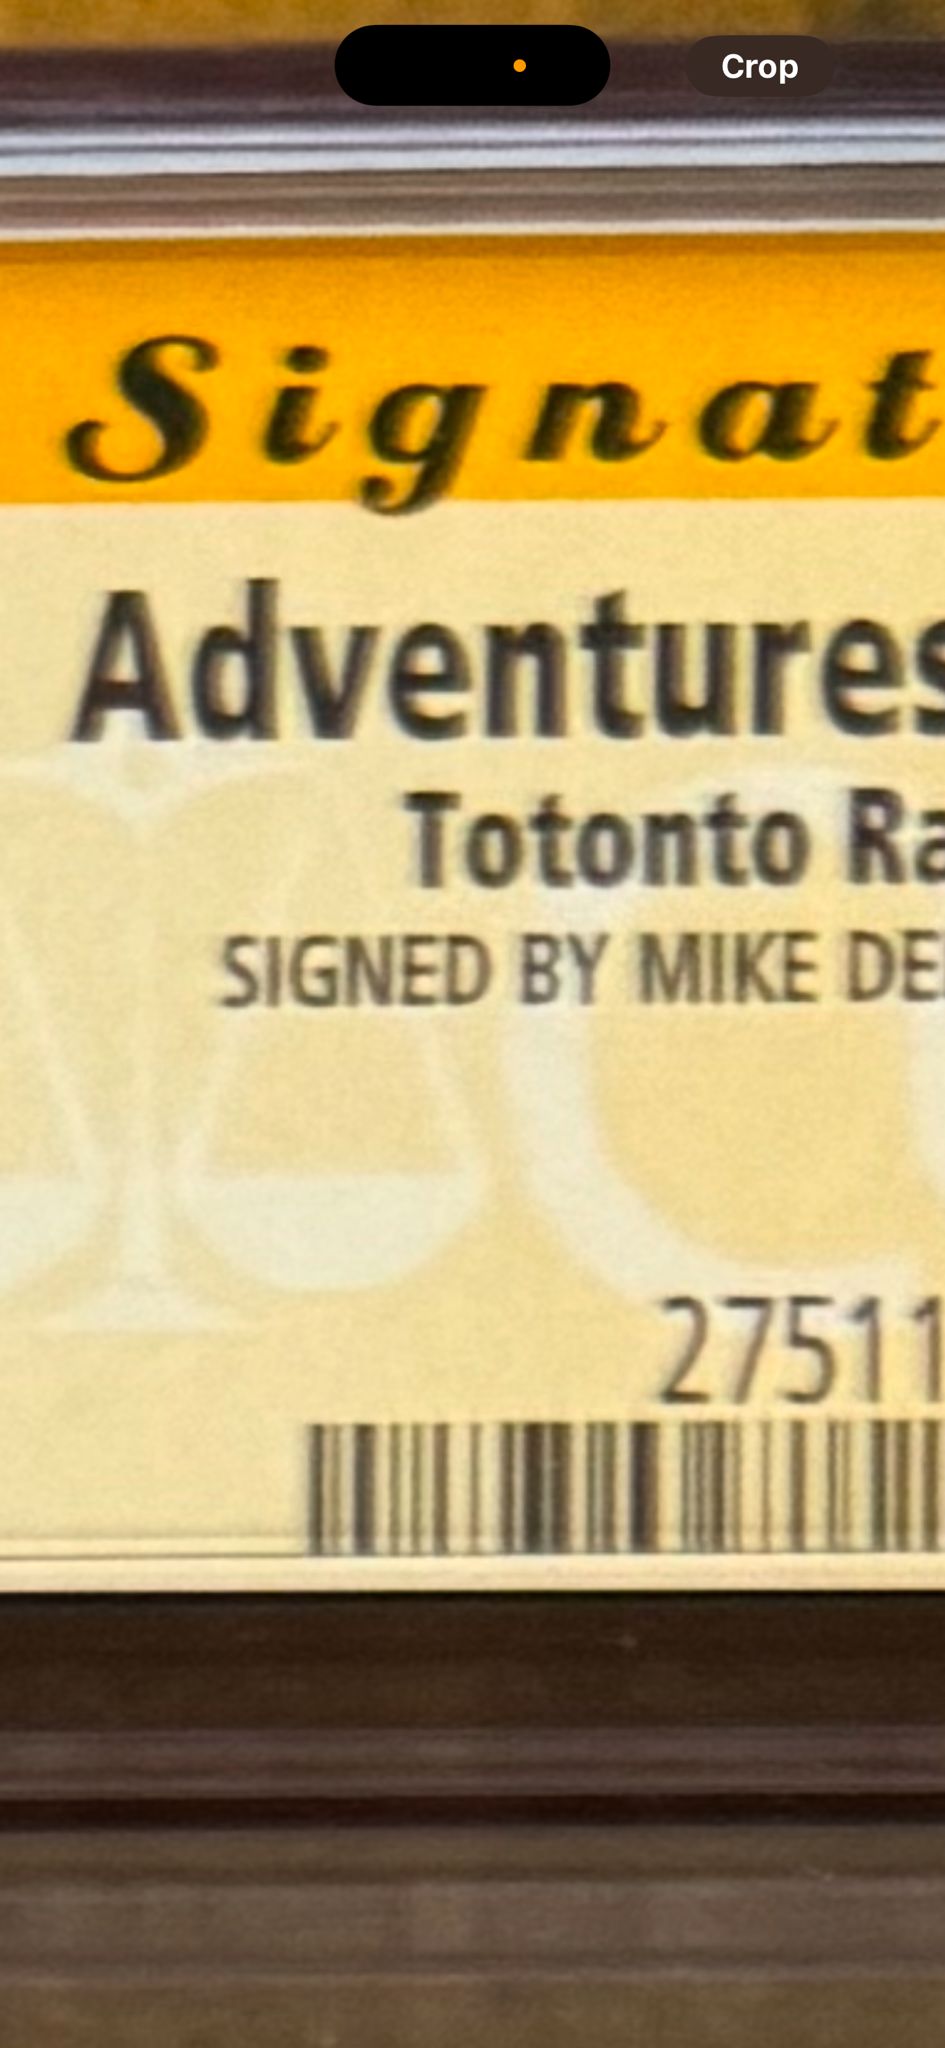 Crop
Signat
Adventures
Totonto Ra
SIGNED BY MIKE DE
27511